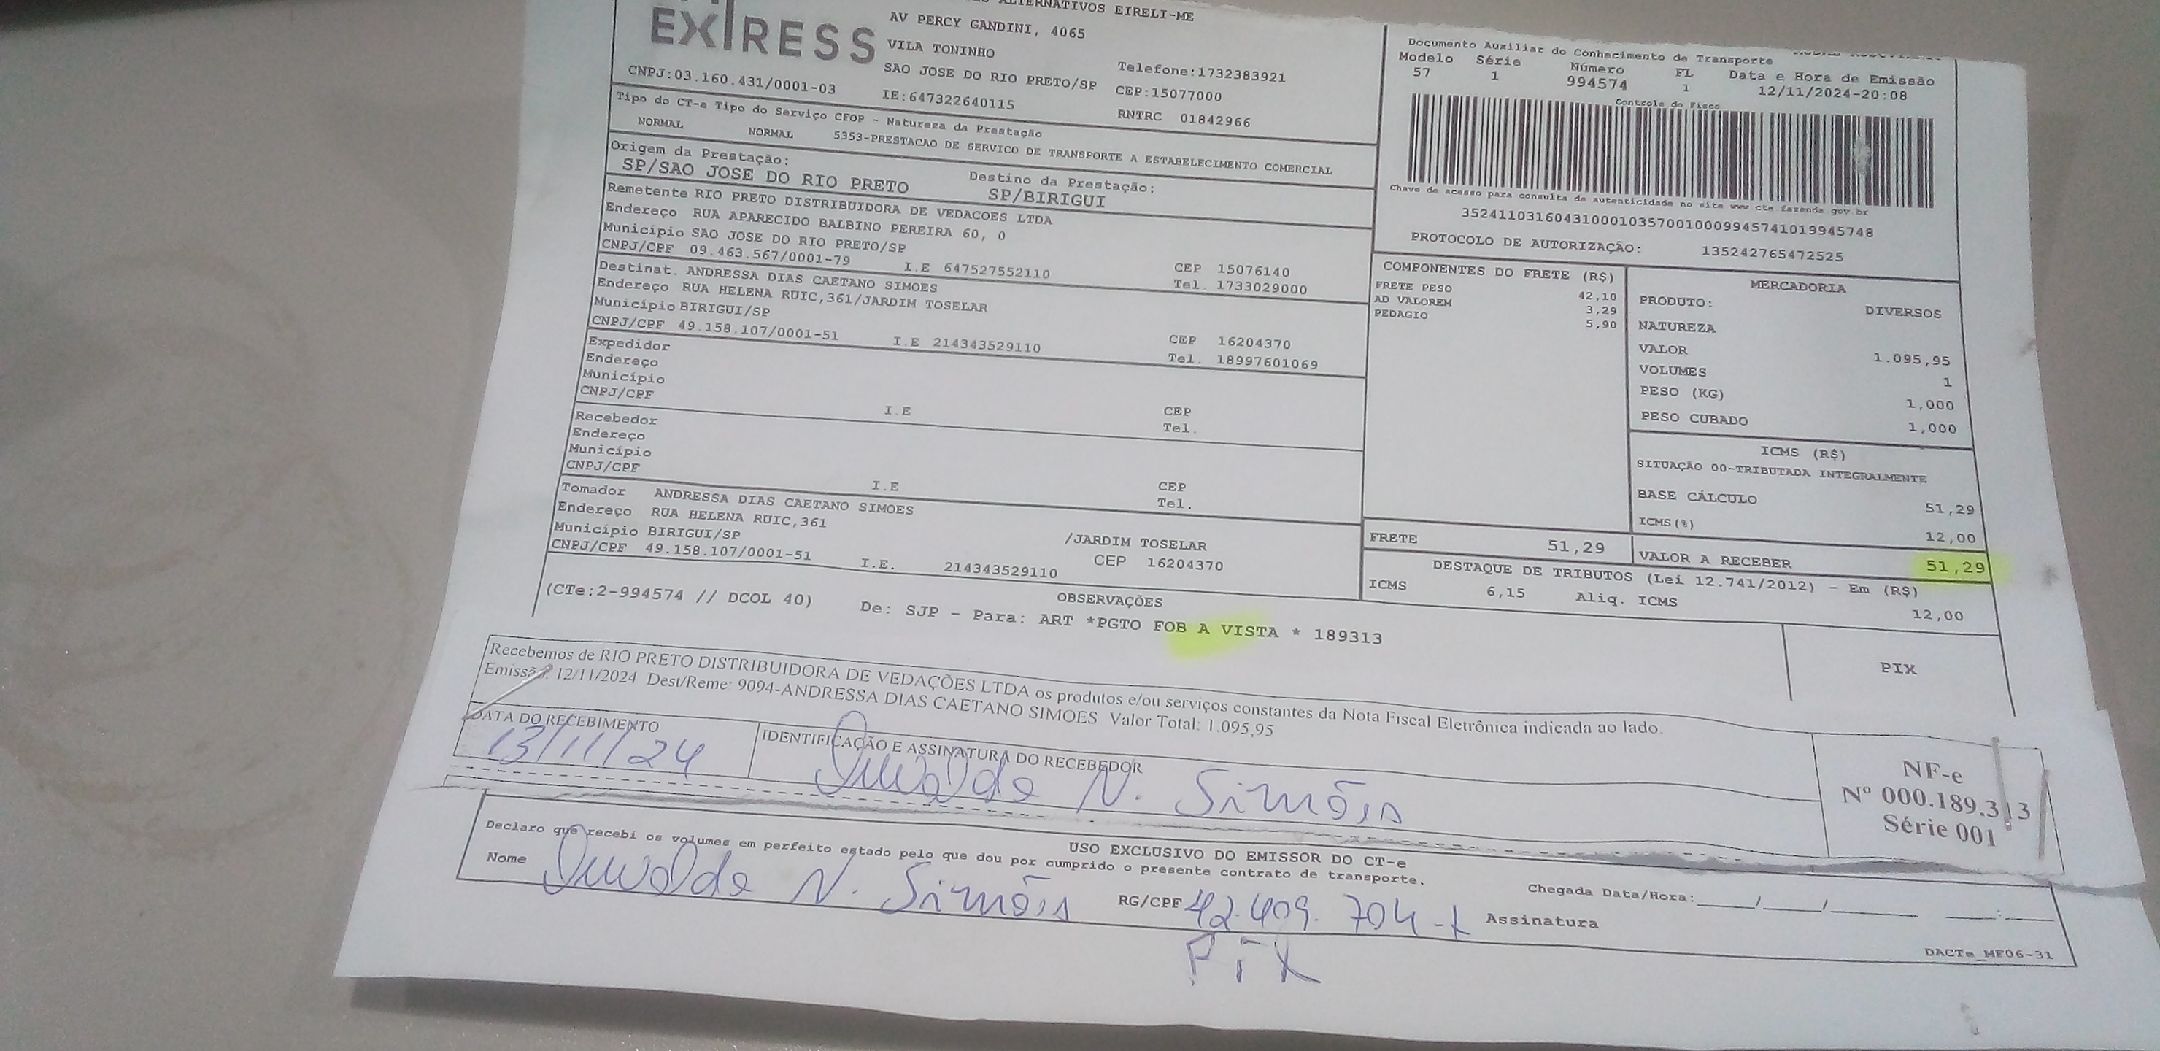 ALTERNATIVOS EIRELI-ME
EXPRESS
AV PERCY GANDINI, 4065
VILA TONINHO
SAO JOSE DO RIO PRETO/SP
Telefone:1732383921
CEP:15077000
CNPJ:03.160.431/0001-03
IE:647322640115
RNTRC 01842966
Tipo do CT-e Tipo do Serviço CFOP - Natureza da Prestação
NORMAL NORMAL 5353-PRESTACAO DE SERVICO DE TRANSPORTE A ESTABELECIMENTO COMERCIAL
Origem da Prestação: Destino da Prestação:
SP/SAO JOSE DO RIO PRETO SP/BIRIGUI
Remetente RIO PRETO DISTRIBUIDORA DE VEDACOES LTDA
Endereço RUA APARECIDO BALBINO PEREIRA 60, 0
Município SAO JOSE DO RIO PRETO/SP CEP 15076140
CNPJ/CPF 09.463.567/0001-79 I.E 647527552110 Tel. 1733029000
Destinat. ANDRESSA DIAS CAETANO SIMOES
Endereço RUA HELENA RUIC,361/JARDIM TOSELAR
Município BIRIGUI/SP CEP 16204370
CNPJ/CPF 49.158.107/0001-51 I.E 214343529110 Tel. 18997601069
Expedidor
Endereço
Município CEP
CNPJ/CPF I.E Tel.
Recebedor
Endereço
Município CEP
CNPJ/CPF I.E Tel.
Tomador ANDRESSA DIAS CAETANO SIMOES
Endereço RUA HELENA RUIC,361 /JARDIM TOSELAR
Município BIRIGUI/SP CEP 16204370
CNPJ/CPF 49.158.107/0001-51 I.E. 214343529110
Documento Auxiliar do Conhecimento de Transporte
Modelo Série Número FL Data e Hora de Emissão
57 1 994574 1 12/11/2024-20:08
Controle do Fisco
Chave de acesso para consulta de autenticidade no site www cte fazenda gov.br
35241103160431000103570010009945741019945748
PROTOCOLO DE AUTORIZAÇÃO: 135242765472525
COMPONENTES DO FRETE (R$)
FRETE PESO 42,10
AD VALOREM 3,29
PEDAGIO 5,90
MERCADORIA
PRODUTO: DIVERSOS
NATUREZA
VALOR 1.095,95
VOLUMES 1
PESO (KG) 1,000
PESO CUBADO 1,000
ICMS (R$)
SITUAÇÃO 00-TRIBUTADA INTEGRALMENTE
BASE CÁLCULO 51,29
ICMS(%) 12,00
FRETE 51,29 VALOR A RECEBER 51,29
DESTAQUE DE TRIBUTOS (Lei 12.741/2012) - Em (R$)
ICMS 6,15 Aliq. ICMS 12,00
OBSERVAÇÕES
(CTe:2-994574 // DCOL 40) De: SJP - Para: ART *PGTO FOB A VISTA * 189313
PIX
Recebemos de RIO PRETO DISTRIBUIDORA DE VEDAÇÕES LTDA os produtos e/ou serviços constantes da Nota Fiscal Eletrônica indicada ao lado.
Emissão: 12/11/2024 Dest/Reme: 9094-ANDRESSA DIAS CAETANO SIMOES Valor Total: 1.095,95
DATA DO RECEBIMENTO IDENTIFICAÇÃO E ASSINATURA DO RECEBEDOR
13/11/24 N. Simões
NF-e
Nº 000.189.313
Série 001
USO EXCLUSIVO DO EMISSOR DO CT-e
Declaro que recebi os volumes em perfeito estado pelo que dou por cumprido o presente contrato de transporte.
Nome N. Simões RG/CPF 42.409.704-1 Assinatura
Chegada Data/Hora:____/____/____ ___:___
PIX
DACTe MF06-31